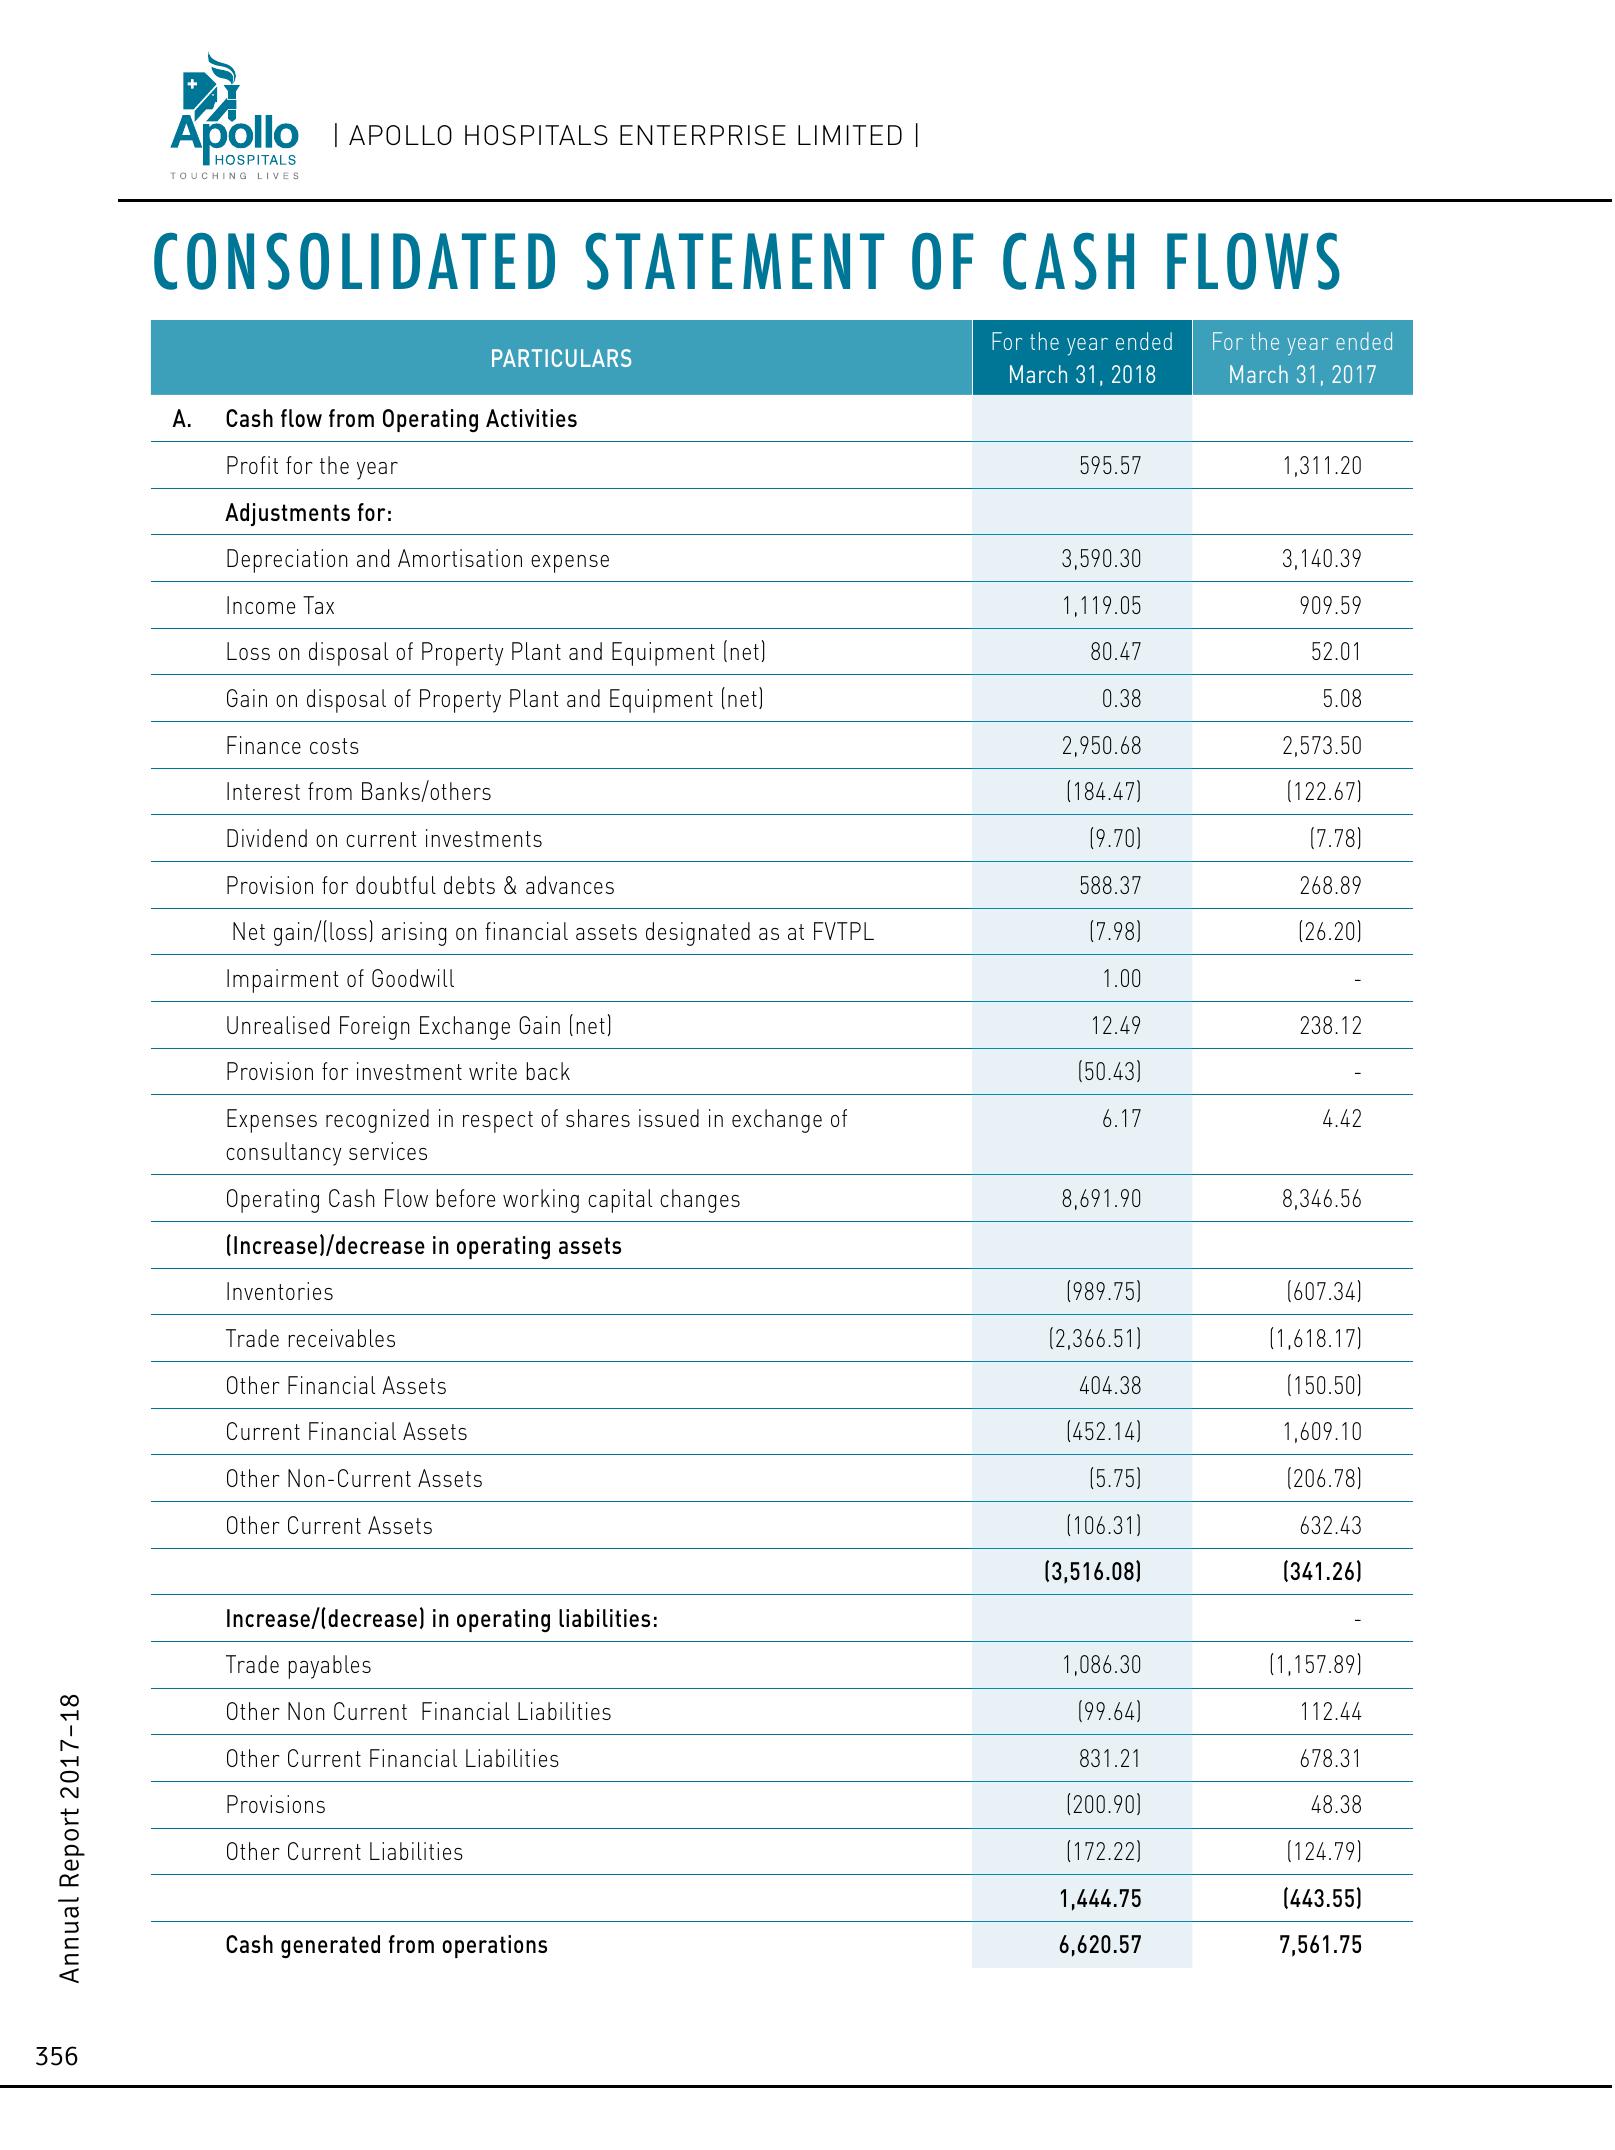 Apollo
HOSPITALS
TOUCHING LIVES
| APOLLO HOSPITALS ENTERPRISE LIMITED |
CONSOLIDATED STATEMENT OF CASH FLOWS
PARTICULARS For the year ended March 31, 2018 For the year ended March 31, 2017
A. Cash flow from Operating Activities
Profit for the year 595.57 1,311.20
Adjustments for:
Depreciation and Amortisation expense 3,590.30 3,140.39
Income Tax 1,119.05 909.59
Loss on disposal of Property Plant and Equipment (net) 80.47 52.01
Gain on disposal of Property Plant and Equipment (net) 0.38 5.08
Finance costs 2,950.68 2,573.50
Interest from Banks/others (184.47) (122.67)
Dividend on current investments (9.70) (7.78)
Provision for doubtful debts & advances 588.37 268.89
Net gain/(loss) arising on financial assets designated as at FVTPL (7.98) (26.20)
Impairment of Goodwill 1.00 -
Unrealised Foreign Exchange Gain (net) 12.49 238.12
Provision for investment write back (50.43) -
Expenses recognized in respect of shares issued in exchange of 6.17 4.42
consultancy services
Operating Cash Flow before working capital changes 8,691.90 8,346.56
(Increase)/decrease in operating assets
Inventories (989.75) (607.34)
Trade receivables (2,366.51) (1,618.17)
Other Financial Assets 404.38 (150.50)
Current Financial Assets (452.14) 1,609.10
Other Non-Current Assets (5.75) (206.78)
Other Current Assets (106.31) 632.43
(3,516.08) (341.26)
Increase/(decrease) in operating liabilities: -
Trade payables 1,086.30 (1,157.89)
Other Non Current Financial Liabilities (99.64) 112.44
Other Current Financial Liabilities 831.21 678.31
Provisions (200.90) 48.38
Other Current Liabilities (172.22) (124.79)
1,444.75 (443.55)
Cash generated from operations 6,620.57 7,561.75
Annual Report 2017–18
356